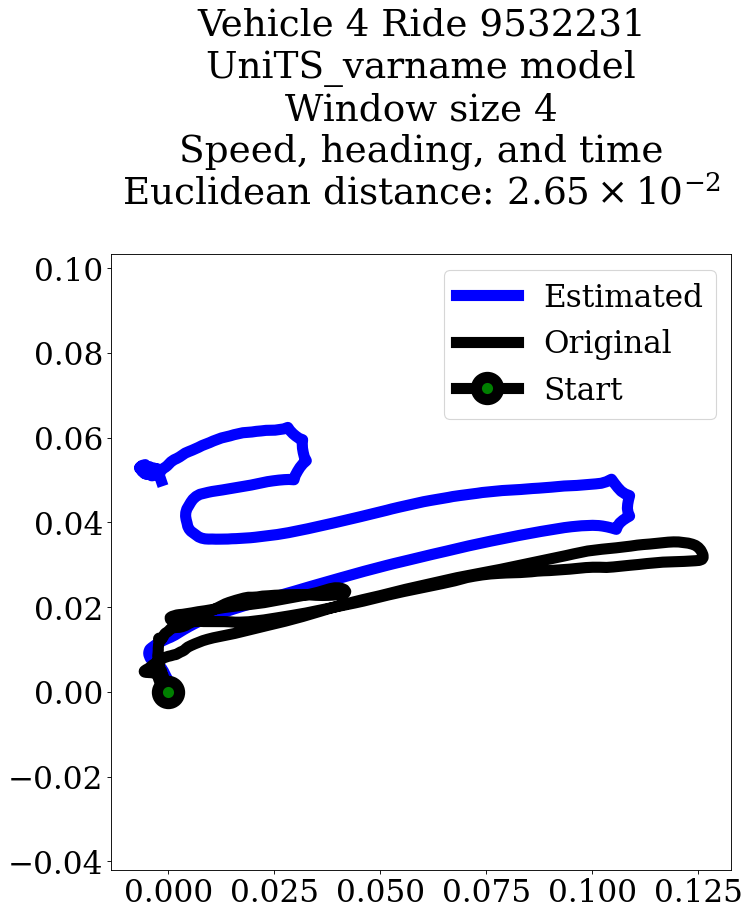 Vehicle 4 Ride 9532231
UniTS_varname model
Window size 4
Speed, heading, and time
Euclidean distance: 2.65 × 10⁻²
Estimated
Original
Start
0.10
0.08
0.06
0.04
0.02
0.00
−0.02
−0.04
0.000 0.025 0.050 0.075 0.100 0.125